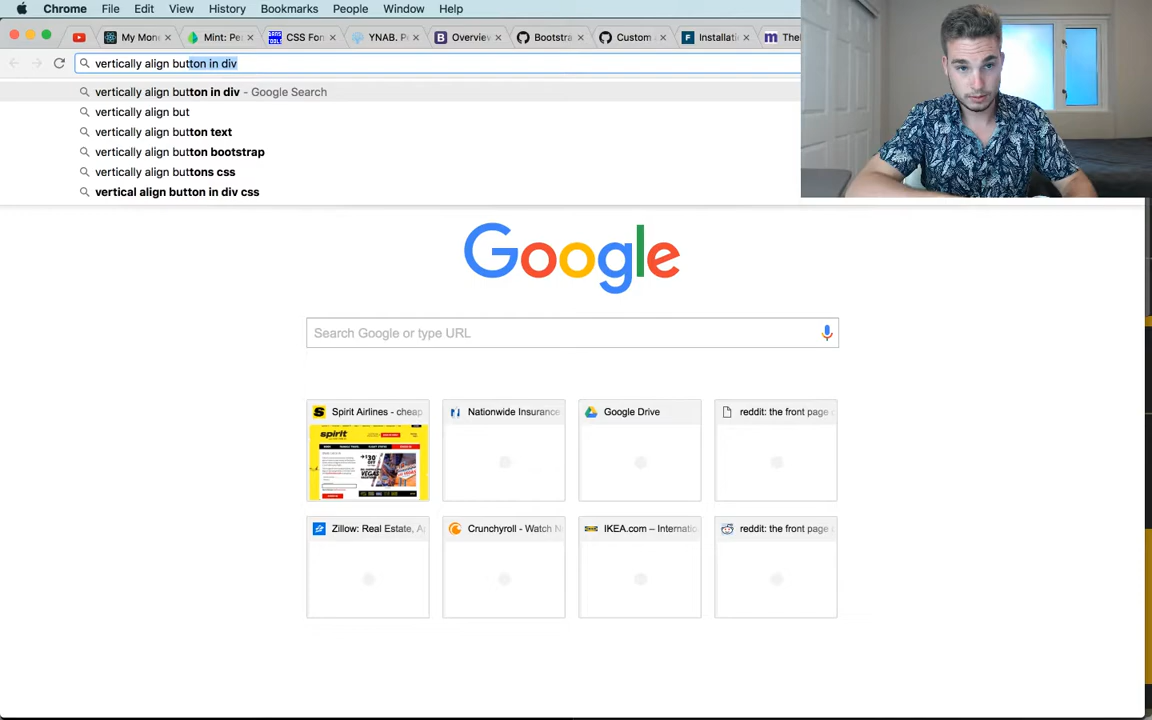 Chrome File Edit View History Bookmarks People Window Help
My Mon
Mint: Pe
CSS Fon
YNAB. P
Overview
Bootstra
Custom
Installati
The
vertically align button in div
vertically align button in div - Google Search
vertically align but
vertically align button text
vertically align button bootstrap
vertically align buttons css
vertical align button in div css
Google
Search Google or type URL
Spirit Airlines - cheap
Nationwide Insurance
Google Drive
reddit: the front page
spirit
Zillow: Real Estate, A
Crunchyroll - Watch N
IKEA.com – Internatio
reddit: the front page